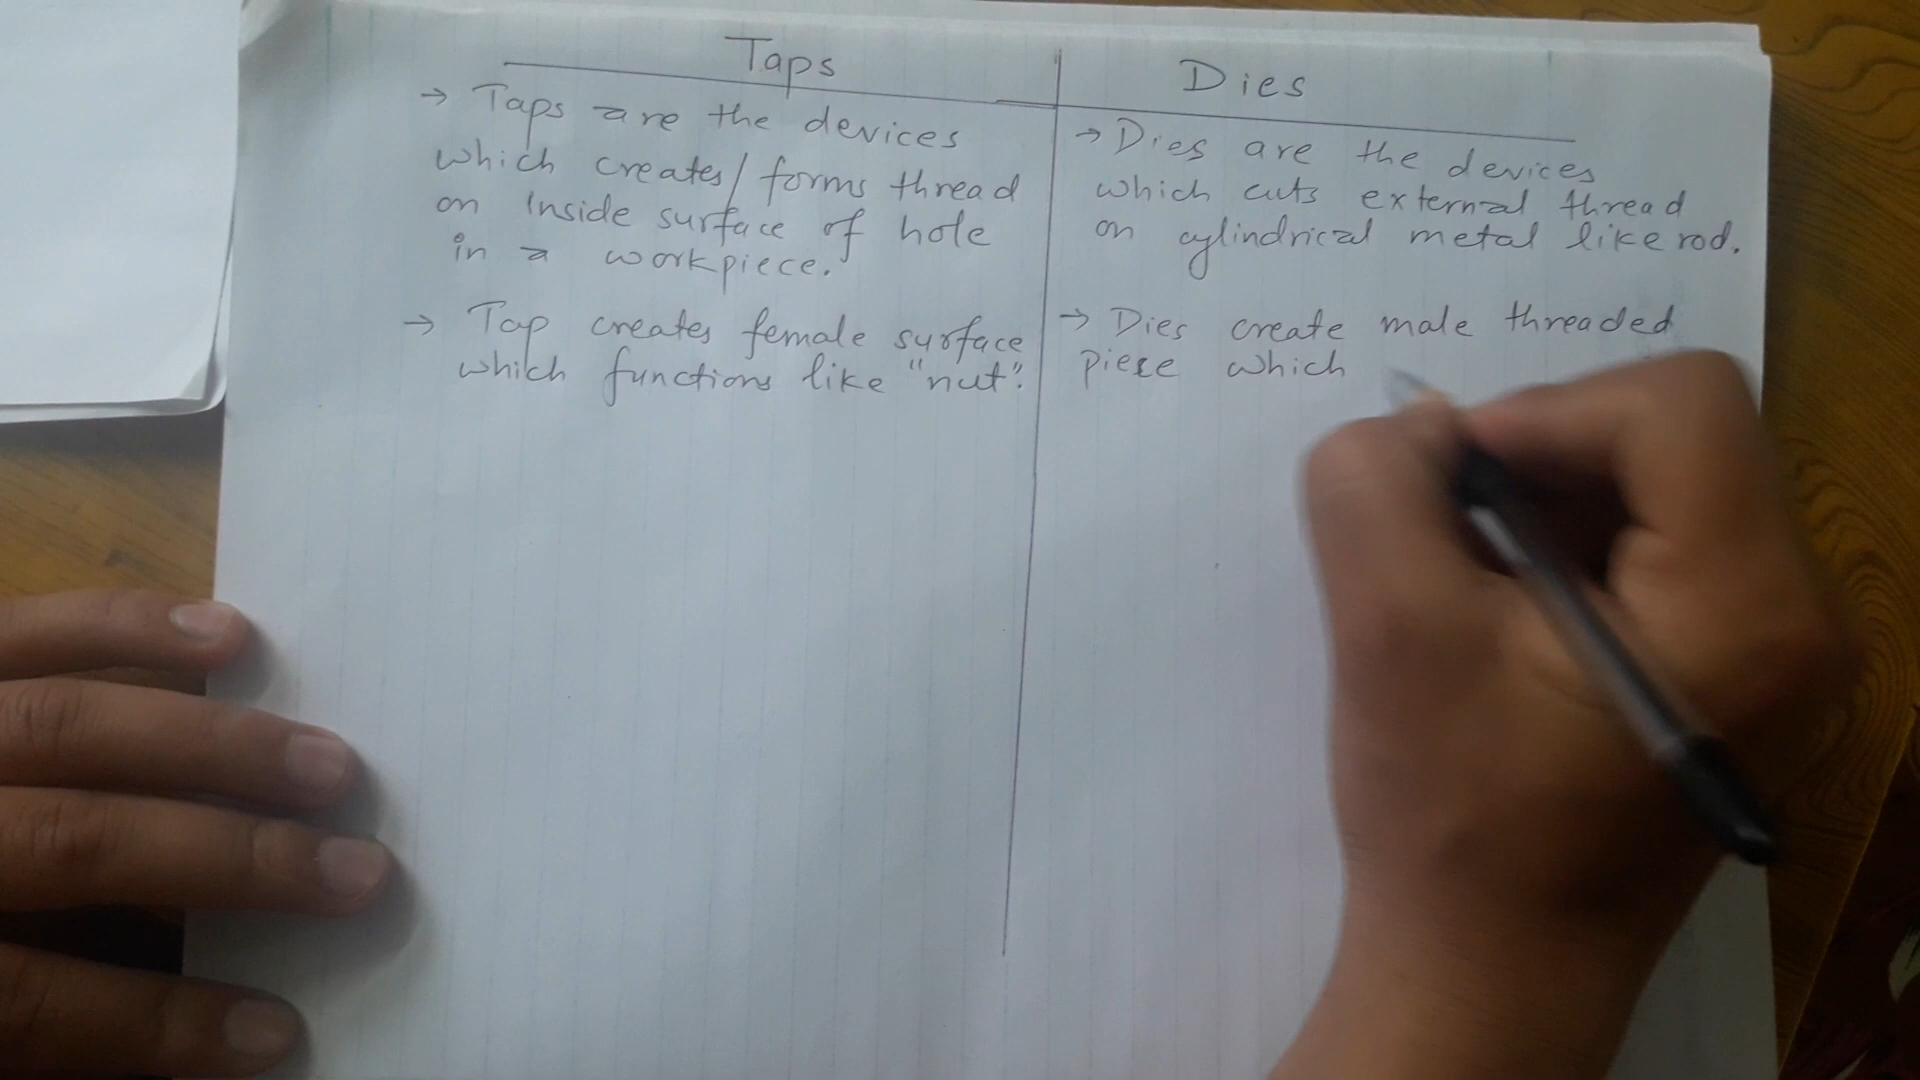 Taps
→ Taps are the devices
which creates/forms thread
on inside surface of hole
in a workpiece.
→ Tap creates female surface
which functions like "nut".
Dies
→ Dies are the devices
which cuts external thread
on cylindrical metal like rod.
→ Dies create male threaded
piece which